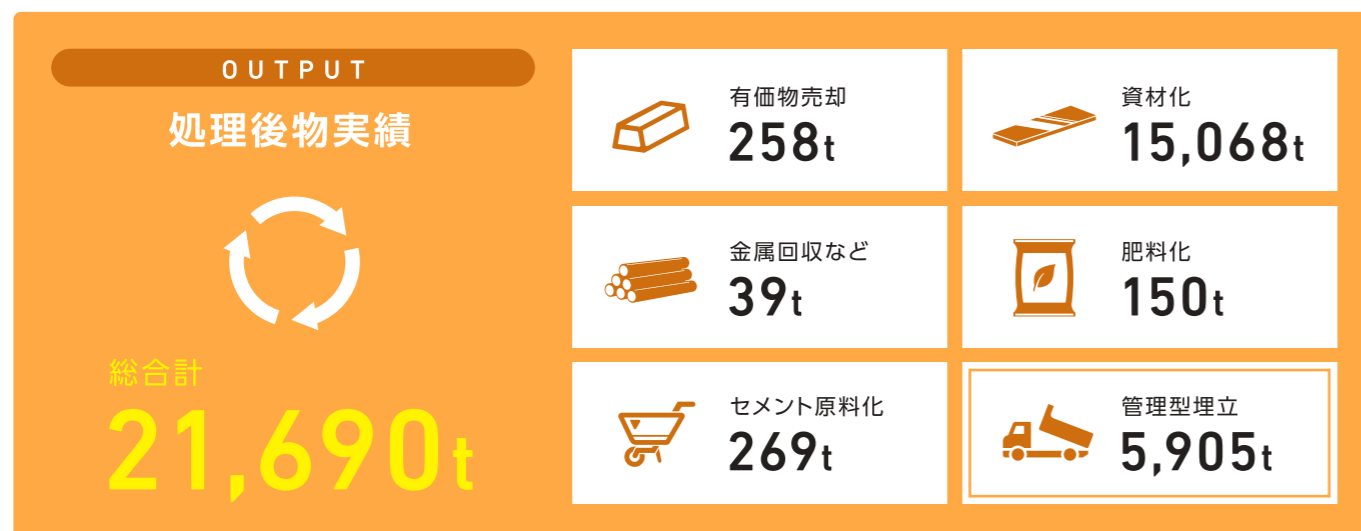 OUTPUT
処理後物実績
総合計
21,690t
有価物売却
258t
資材化
15,068t
金属回収など
39t
肥料化
150t
セメント原料化
269t
管理型埋立
5,905t